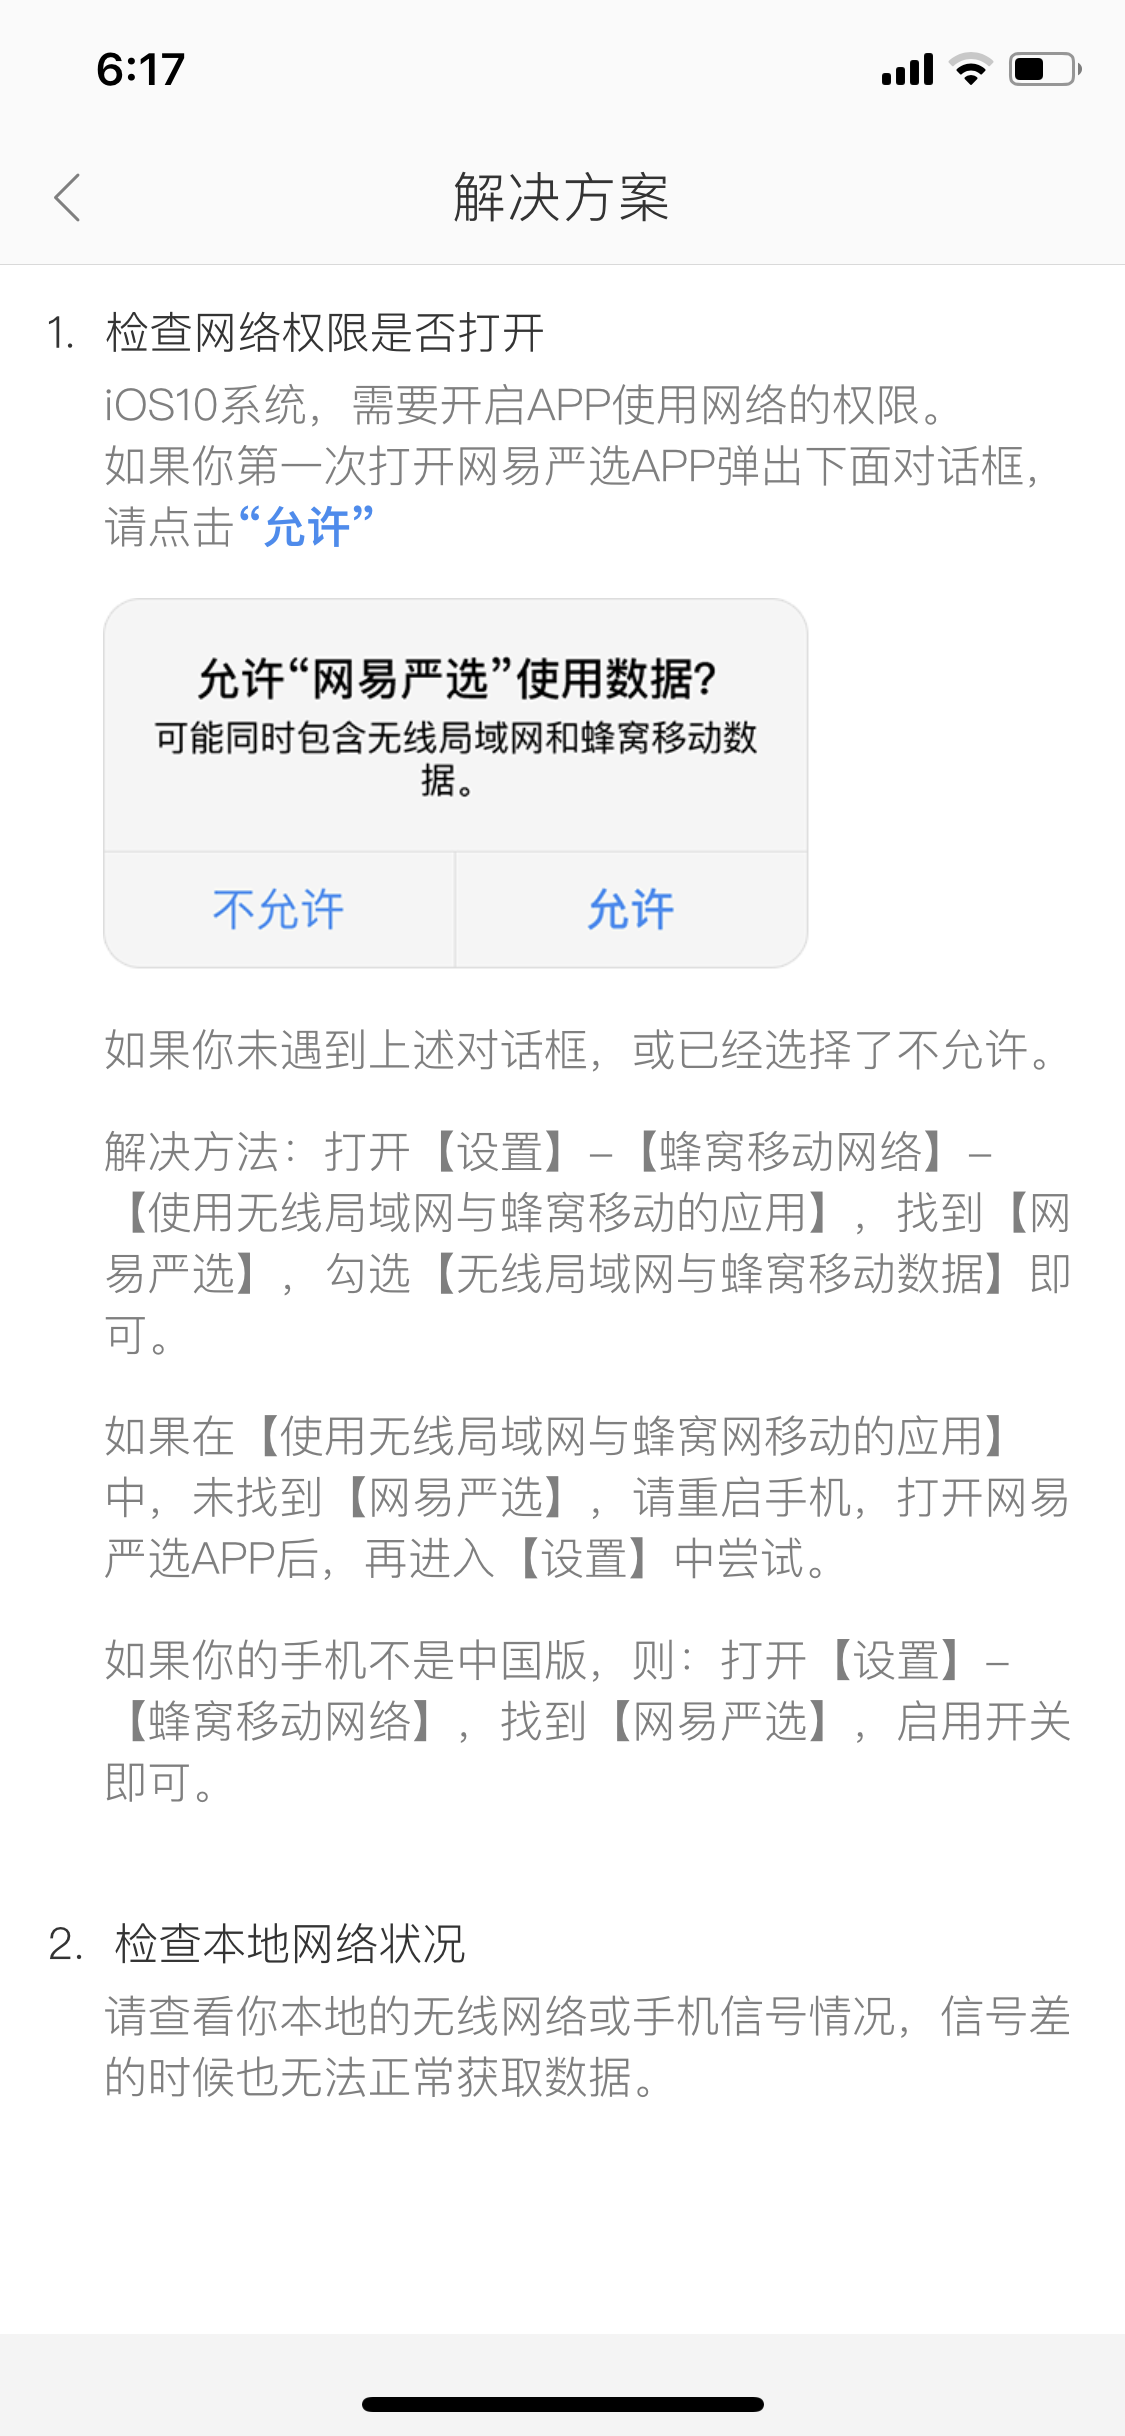 6:17
解决方案
1. 检查网络权限是否打开
iOS10系统，需要开启APP使用网络的权限。
如果你第一次打开网易严选APP弹出下面对话框，
请点击“允许”
允许“网易严选”使用数据?
可能同时包含无线局域网和蜂窝移动数
据。
不允许 允许
如果你未遇到上述对话框，或已经选择了不允许。
解决方法：打开【设置】–【蜂窝移动网络】–
【使用无线局域网与蜂窝移动的应用】，找到【网
易严选】，勾选【无线局域网与蜂窝移动数据】即
可。
如果在【使用无线局域网与蜂窝网移动的应用】
中，未找到【网易严选】，请重启手机，打开网易
严选APP后，再进入【设置】中尝试。
如果你的手机不是中国版，则：打开【设置】–
【蜂窝移动网络】，找到【网易严选】，启用开关
即可。
2. 检查本地网络状况
请查看你本地的无线网络或手机信号情况，信号差
的时候也无法正常获取数据。